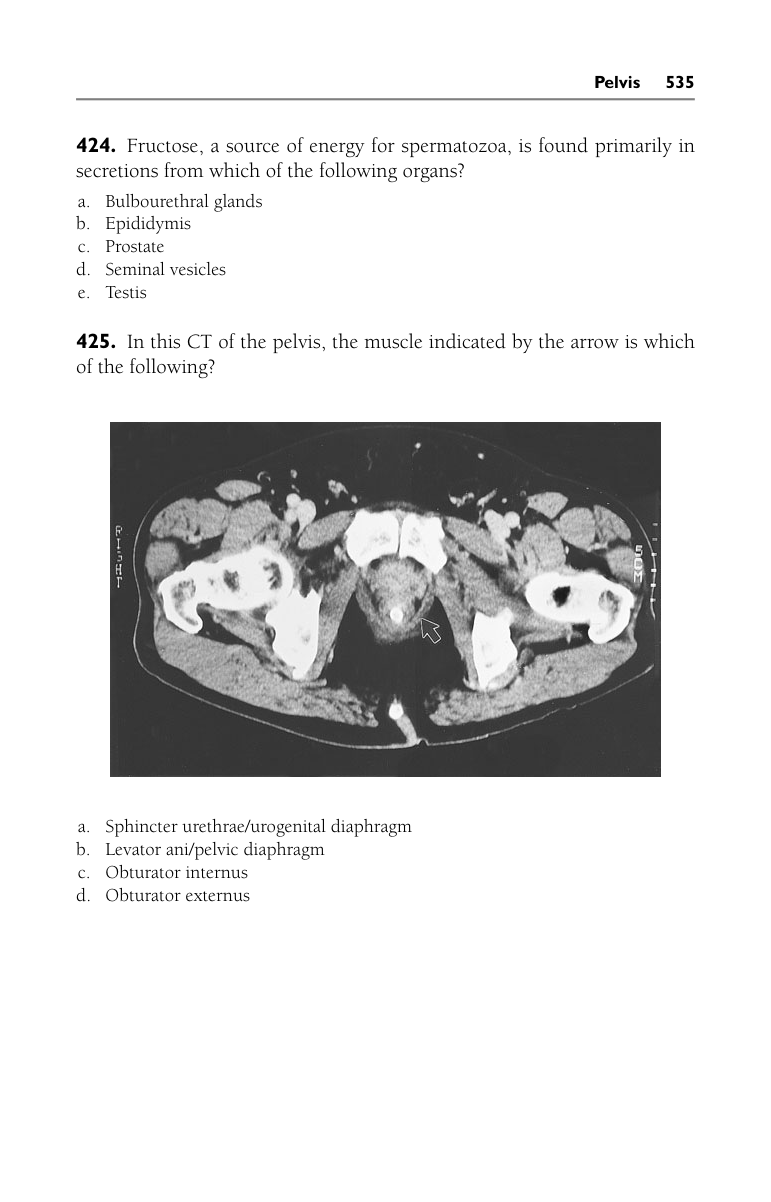 Pelvis 535
424. Fructose, a source of energy for spermatozoa, is found primarily in
secretions from which of the following organs?
a. Bulbourethral glands
b. Epididymis
c. Prostate
d. Seminal vesicles
e. Testis
425. In this CT of the pelvis, the muscle indicated by the arrow is which
of the following?
RIGHT
5CM
a. Sphincter urethrae/urogenital diaphragm
b. Levator ani/pelvic diaphragm
c. Obturator internus
d. Obturator externus